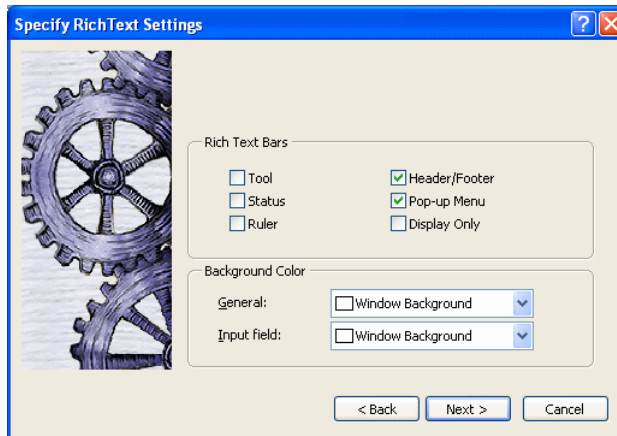 Specify RichText Settings
Rich Text Bars
Tool
Header/Footer
Status
Pop-up Menu
Ruler
Display Only
Background Color
General:
Window Background
Input field:
Window Background
< Back
Next >
Cancel